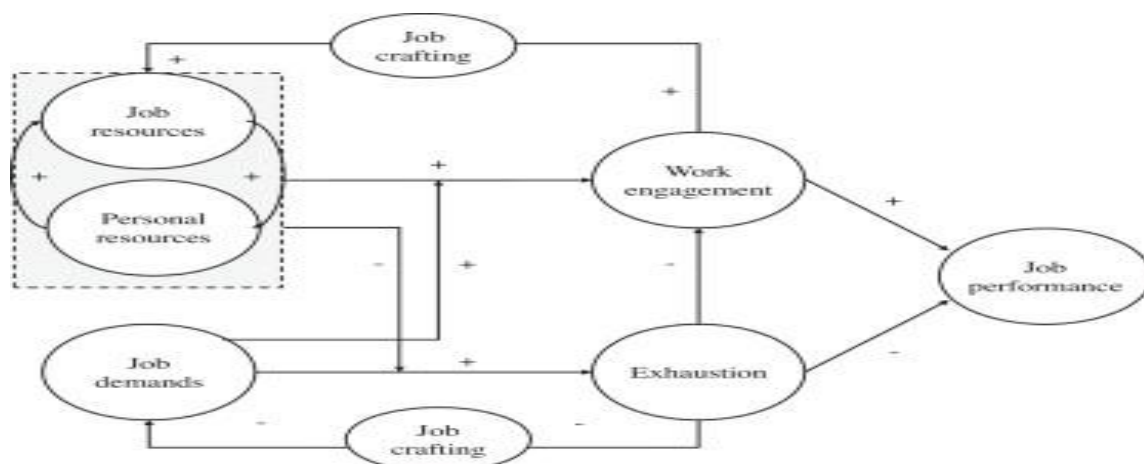 Job
crafting
+
+
Job
resources
+
+
+
Work
engagement
Personal
resources
+
-
+
-
Job
performance
Job
demands
+
Exhaustion
-
-
Job
crafting
-